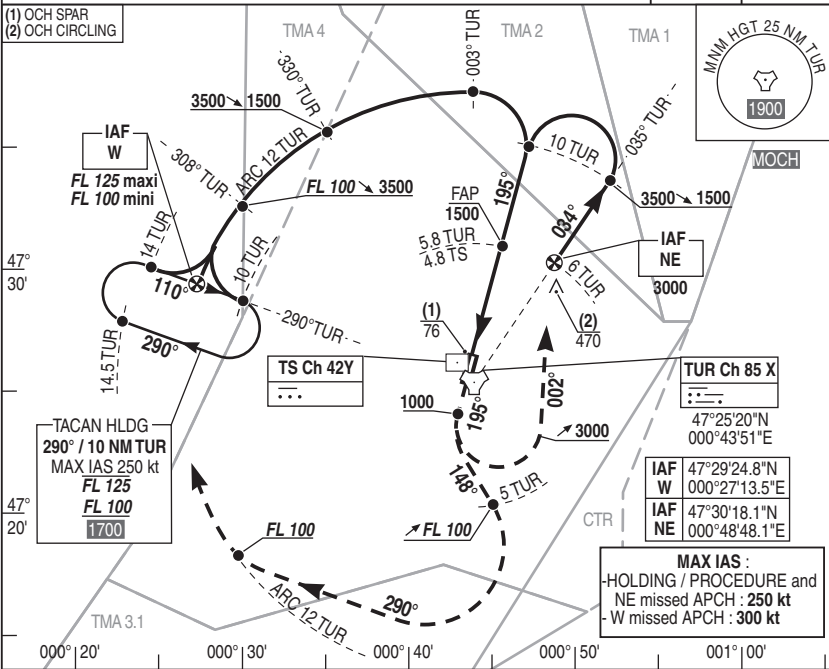 (1) OCH SPAR
(2) OCH CIRCLING
TMA 4
TMA 2
TMA 1
MNM HGT 25 NM TUR
1900
MOCH
330° TUR
003° TUR
035° TUR
3500↘1500
ARC 12 TUR
308° TUR
IAF
W
FL 125 maxi
FL 100 mini
FL 100↘3500
10 TUR
195°
FAP
1500
5.8 TUR
4.8 TS
034°
3500↘1500
IAF
NE
3000
6 TUR
14 TUR
10 TUR
110°
290° TUR
290°
14.5 TUR
47°
30'
(1)
76
(2)
470
TS Ch 42Y
TUR Ch 85 X
47°25'20"N
000°43'51"E
1000
195°
002°
↗3000
148°
5 TUR
↗FL 100
TACAN HLDG
290° / 10 NM TUR
MAX IAS 250 kt
FL 125
FL 100
1700
47°
20'
FL 100
ARC 12 TUR
290°
CTR
IAF W 47°29'24.8"N 000°27'13.5"E
IAF NE 47°30'18.1"N 000°48'48.1"E
MAX IAS :
-HOLDING / PROCEDURE and
NE missed APCH : 250 kt
- W missed APCH : 300 kt
TMA 3.1
000°20'
000°30'
000°40'
000°50'
001°00'